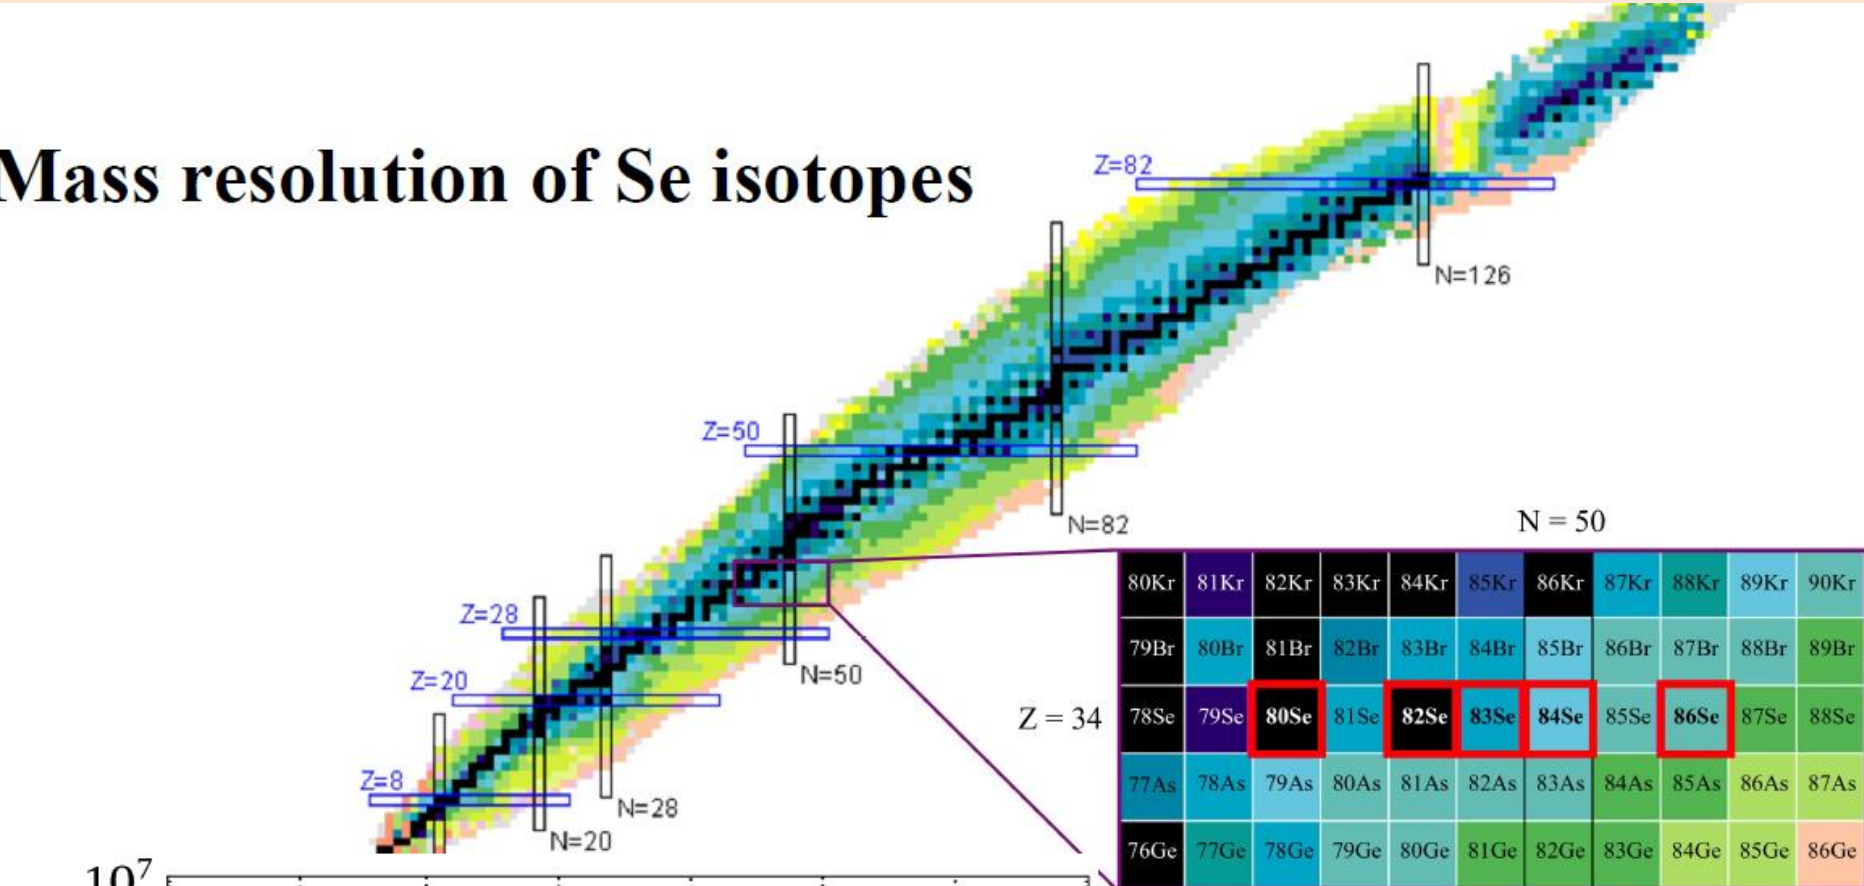 Mass resolution of Se isotopes
Z=82
N=126
Z=50
N=82
Z=28
N=50
Z=20
N=28
Z=8
N=20
10⁷
N = 50
Z = 34
80Kr 81Kr 82Kr 83Kr 84Kr 85Kr 86Kr 87Kr 88Kr 89Kr 90Kr
79Br 80Br 81Br 82Br 83Br 84Br 85Br 86Br 87Br 88Br 89Br
78Se 79Se 80Se 81Se 82Se 83Se 84Se 85Se 86Se 87Se 88Se
77As 78As 79As 80As 81As 82As 83As 84As 85As 86As 87As
76Ge 77Ge 78Ge 79Ge 80Ge 81Ge 82Ge 83Ge 84Ge 85Ge 86Ge